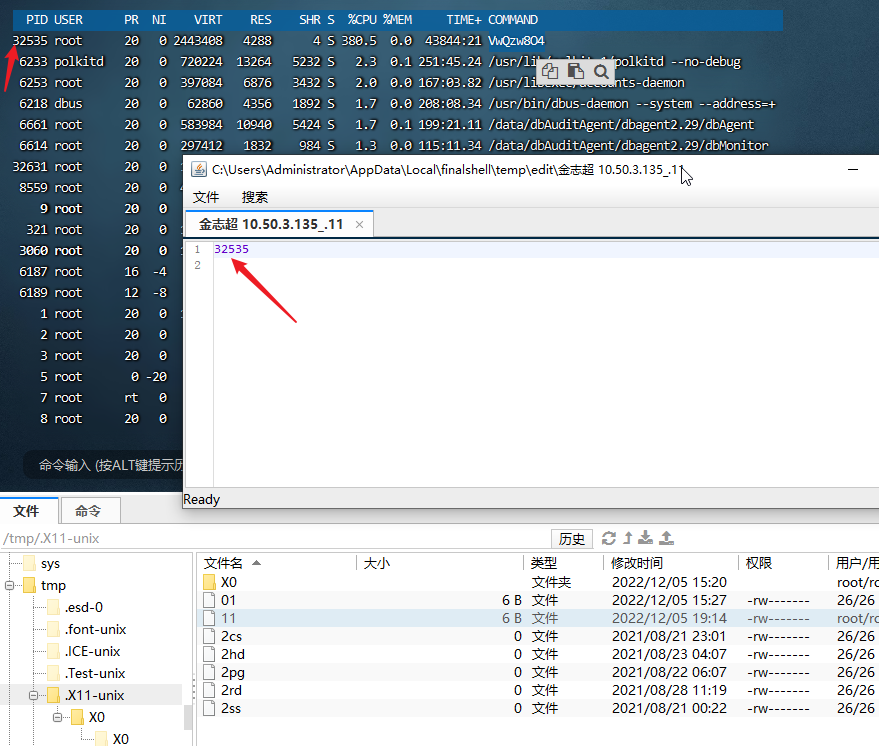 PID USER PR NI VIRT RES SHR S %CPU %MEM TIME+ COMMAND
32535 root 20 0 2443408 4288 4 S 380.5 0.0 43844:21 VwQzw8O4
6233 polkitd 20 0 720224 13264 5232 S 2.3 0.1 251:45.24 /usr/lib/polkit-1/polkitd --no-debug
6253 root 20 0 397084 6876 3432 S 2.0 0.0 167:03.82 /usr/libexec/accounts-daemon
6218 dbus 20 0 62860 4356 1892 S 1.7 0.0 208:08.34 /usr/bin/dbus-daemon --system --address=+
6661 root 20 0 583984 10940 5424 S 1.7 0.1 199:21.11 /data/dbAuditAgent/dbagent2.29/dbAgent
6614 root 20 0 297412 1832 984 S 1.3 0.0 115:11.34 /data/dbAuditAgent/dbagent2.29/dbMonitor
32631 root 20 0
8559 root 20 0
9 root 20 0
321 root 20 0
3060 root 20 0
6187 root 16 -4
6189 root 12 -8
1 root 20 0
2 root 20 0
3 root 20 0
5 root 0 -20
7 root rt 0
8 root 20 0
命令输入 (按ALT键提示历
C:\Users\Administrator\AppData\Local\finalshell\temp\edit\金志超 10.50.3.135_.11
文件 搜索
金志超 10.50.3.135_.11 ×
1 32535
2
Ready
文件 命令
/tmp/.X11-unix
历史
sys
tmp
.esd-0
.font-unix
.ICE-unix
.Test-unix
.X11-unix
X0
X0
文件名 大小 类型 修改时间 权限 用户/用
X0 文件夹 2022/12/05 15:20 root/ro
01 6 B 文件 2022/12/05 15:27 -rw------- 26/26
11 6 B 文件 2022/12/05 19:14 -rw------- root/ro
2cs 0 文件 2021/08/21 23:01 -rw------- 26/26
2hd 0 文件 2021/08/23 04:07 -rw------- 26/26
2pg 0 文件 2021/08/22 06:07 -rw------- 26/26
2rd 0 文件 2021/08/28 11:19 -rw------- 26/26
2ss 0 文件 2021/08/21 00:22 -rw------- 26/26